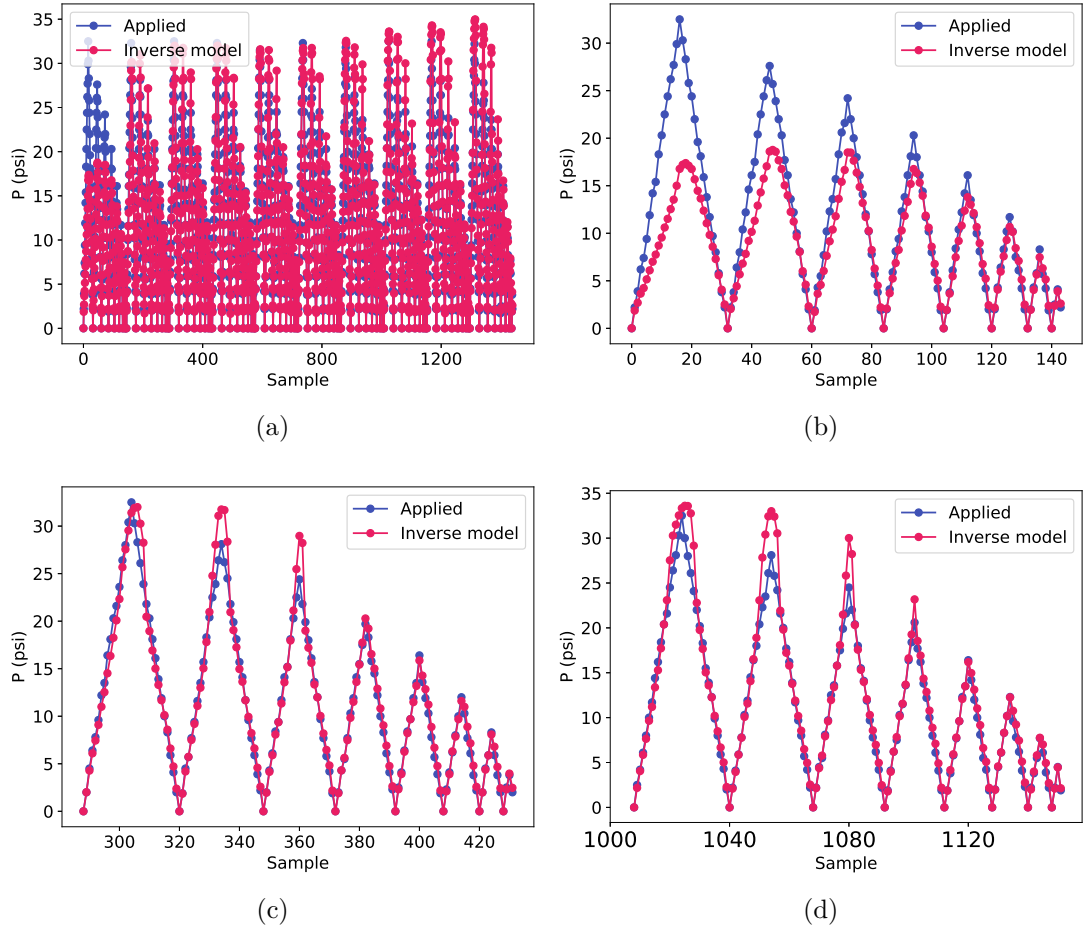 Applied
Inverse model
35
30
25
20
15
10
5
0
P (psi)
0 400 800 1200
Sample
(a)
Applied
Inverse model
30
25
20
15
10
5
0
P (psi)
0 20 40 60 80 100 120 140
Sample
(b)
Applied
Inverse model
30
25
20
15
10
5
0
P (psi)
300 320 340 360 380 400 420
Sample
(c)
Applied
Inverse model
35
30
25
20
15
10
5
0
P (psi)
1000 1040 1080 1120
Sample
(d)